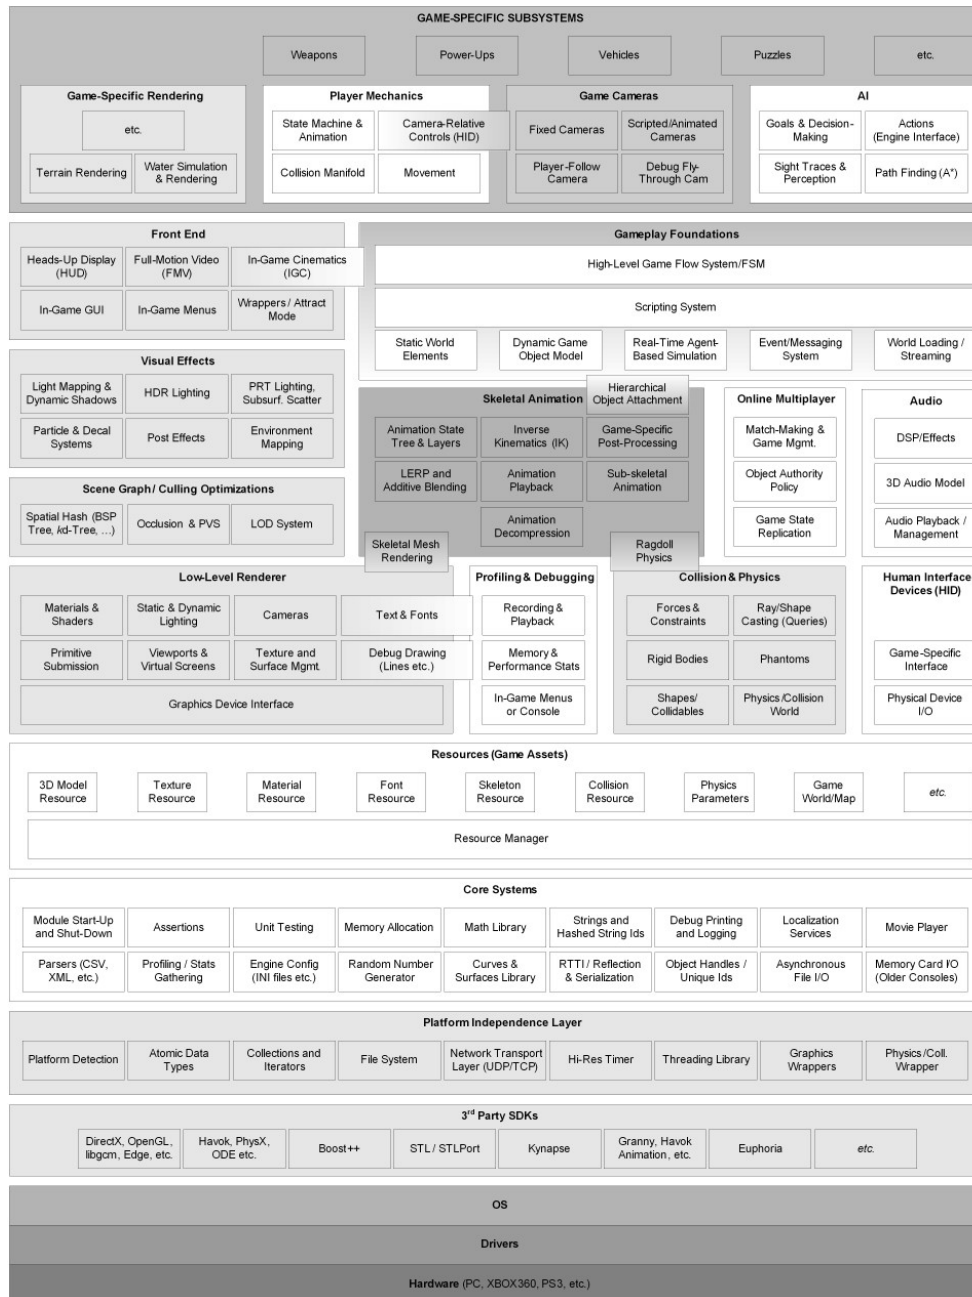 GAME-SPECIFIC SUBSYSTEMS
Weapons
Power-Ups
Vehicles
Puzzles
etc.
Game-Specific Rendering
etc.
Terrain Rendering
Water Simulation
& Rendering
Player Mechanics
State Machine &
Animation
Camera-Relative
Controls (HID)
Collision Manifold
Movement
Game Cameras
Fixed Cameras
Scripted/Animated
Cameras
Player-Follow
Camera
Debug Fly-
Through Cam
AI
Goals & Decision-
Making
Actions
(Engine Interface)
Sight Traces &
Perception
Path Finding (A*)
Front End
Heads-Up Display
(HUD)
Full-Motion Video
(FMV)
In-Game Cinematics
(IGC)
In-Game GUI
In-Game Menus
Wrappers / Attract
Mode
Gameplay Foundations
High-Level Game Flow System/FSM
Scripting System
Static World
Elements
Dynamic Game
Object Model
Real-Time Agent-
Based Simulation
Event/Messaging
System
World Loading /
Streaming
Visual Effects
Light Mapping &
Dynamic Shadows
HDR Lighting
PRT Lighting,
Subsurf. Scatter
Particle & Decal
Systems
Post Effects
Environment
Mapping
Skeletal Animation
Hierarchical
Object Attachment
Animation State
Tree & Layers
Inverse
Kinematics (IK)
Game-Specific
Post-Processing
LERP and
Additive Blending
Animation
Playback
Sub-skeletal
Animation
Animation
Decompression
Skeletal Mesh
Rendering
Ragdoll
Physics
Online Multiplayer
Match-Making &
Game Mgmt.
Object Authority
Policy
Game State
Replication
Audio
DSP/Effects
3D Audio Model
Audio Playback /
Management
Scene Graph / Culling Optimizations
Spatial Hash (BSP
Tree, kd-Tree, …)
Occlusion & PVS
LOD System
Low-Level Renderer
Materials &
Shaders
Static & Dynamic
Lighting
Cameras
Text & Fonts
Primitive
Submission
Viewports &
Virtual Screens
Texture and
Surface Mgmt.
Debug Drawing
(Lines etc.)
Graphics Device Interface
Profiling & Debugging
Recording &
Playback
Memory &
Performance Stats
In-Game Menus
or Console
Collision & Physics
Forces &
Constraints
Ray/Shape
Casting (Queries)
Rigid Bodies
Phantoms
Shapes/
Collidables
Physics/Collision
World
Human Interface
Devices (HID)
Game-Specific
Interface
Physical Device
I/O
Resources (Game Assets)
3D Model
Resource
Texture
Resource
Material
Resource
Font
Resource
Skeleton
Resource
Collision
Resource
Physics
Parameters
Game
World/Map
etc.
Resource Manager
Core Systems
Module Start-Up
and Shut-Down
Assertions
Unit Testing
Memory Allocation
Math Library
Strings and
Hashed String Ids
Debug Printing
and Logging
Localization
Services
Movie Player
Parsers (CSV,
XML, etc.)
Profiling / Stats
Gathering
Engine Config
(INI files etc.)
Random Number
Generator
Curves &
Surfaces Library
RTTI / Reflection
& Serialization
Object Handles /
Unique Ids
Asynchronous
File I/O
Memory Card I/O
(Older Consoles)
Platform Independence Layer
Platform Detection
Atomic Data
Types
Collections and
Iterators
File System
Network Transport
Layer (UDP/TCP)
Hi-Res Timer
Threading Library
Graphics
Wrappers
Physics/Coll.
Wrapper
3rd Party SDKs
DirectX, OpenGL,
libgcm, Edge, etc.
Havok, PhysX,
ODE etc.
Boost++
STL / STLPort
Kynapse
Granny, Havok
Animation, etc.
Euphoria
etc.
OS
Drivers
Hardware (PC, XBOX360, PS3, etc.)